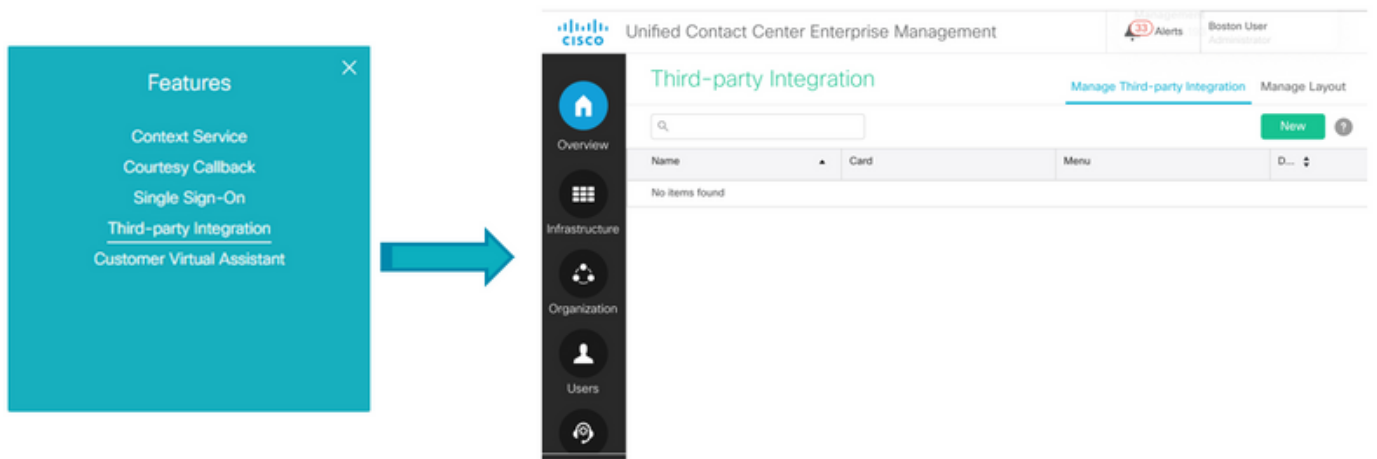 Features
Context Service
Courtesy Callback
Single Sign-On
Third-party Integration
Customer Virtual Assistant
CISCO
Unified Contact Center Enterprise Management
33 Alerts
Boston User
Administrator
Third-party Integration
Manage Third-party Integration
Manage Layout
New
?
Name
Card
Menu
D...
No items found
Overview
Infrastructure
Organization
Users